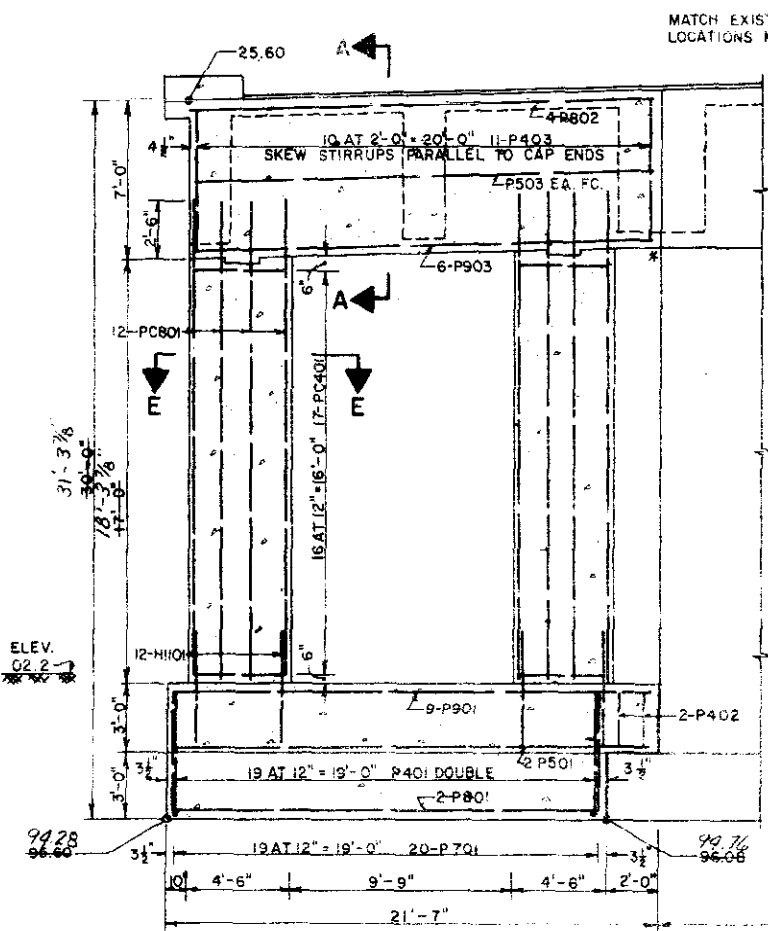 MATCH EXIS
LOCATIONS
25.60
A
4-P802
4½"
10 AT 2'-0" = 20'-0" 11-P403
SKEW STIRRUPS PARALLEL TO CAP ENDS
7'-0"
P503 EA. FC.
2'-6"
6-P903
6"
*
A
12-PC801
E
E
16 AT 12" = 16'-0" 17-PC401
31'-3⅞"
30'-0"
18'-3⅞"
17'-0"
ELEV.
02.2
12-H1101
6"
9-P901
2-P402
3'-0"
2 P501
3½"
19 AT 12" = 19'-0" P401 DOUBLE
3½"
3'-0"
2-P801
94.28
96.60
3½"
19 AT 12" = 19'-0" 20-P701
3½"
96.08
10"
4'-6"
9'-9"
4'-6"
2'-0"
21'-7"